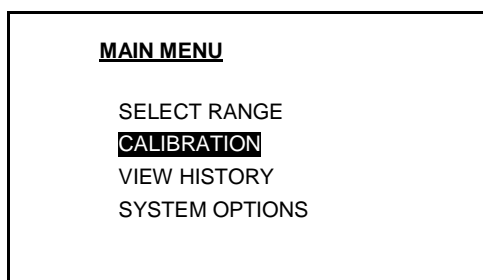 MAIN MENU
SELECT RANGE
CALIBRATION
VIEW HISTORY
SYSTEM OPTIONS